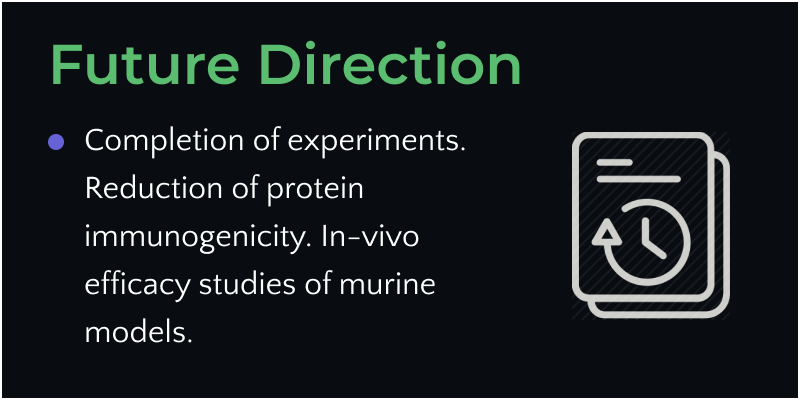 Future Direction
Completion of experiments.
Reduction of protein
immunogenicity. In-vivo
efficacy studies of murine
models.